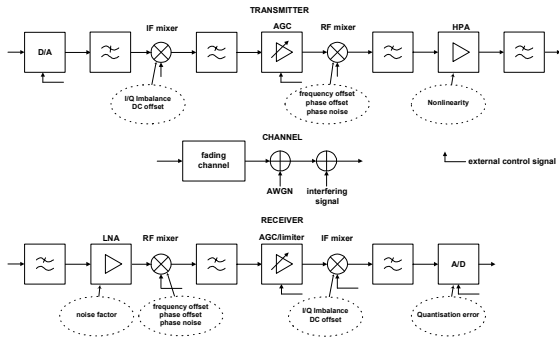 TRANSMITTER
IF mixer
AGC
RF mixer
HPA
D/A
I/Q Imbalance
DC offset
frequency offset
phase offset
phase noise
Nonlinearity
CHANNEL
fading
channel
AWGN
interfering
signal
external control signal
RECEIVER
LNA
RF mixer
AGC/limiter
IF mixer
A/D
noise factor
frequency offset
phase offset
phase noise
I/Q Imbalance
DC offset
Quantisation error